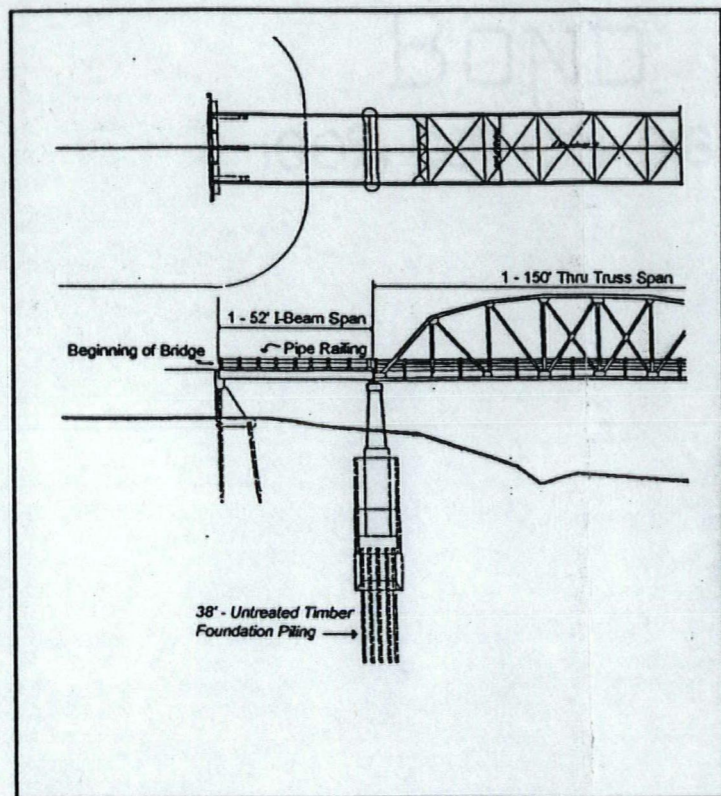 1 - 150' Thru Truss Span
1 - 52' I-Beam Span
Beginning of Bridge
Pipe Railing
38' - Untreated Timber
Foundation Piling